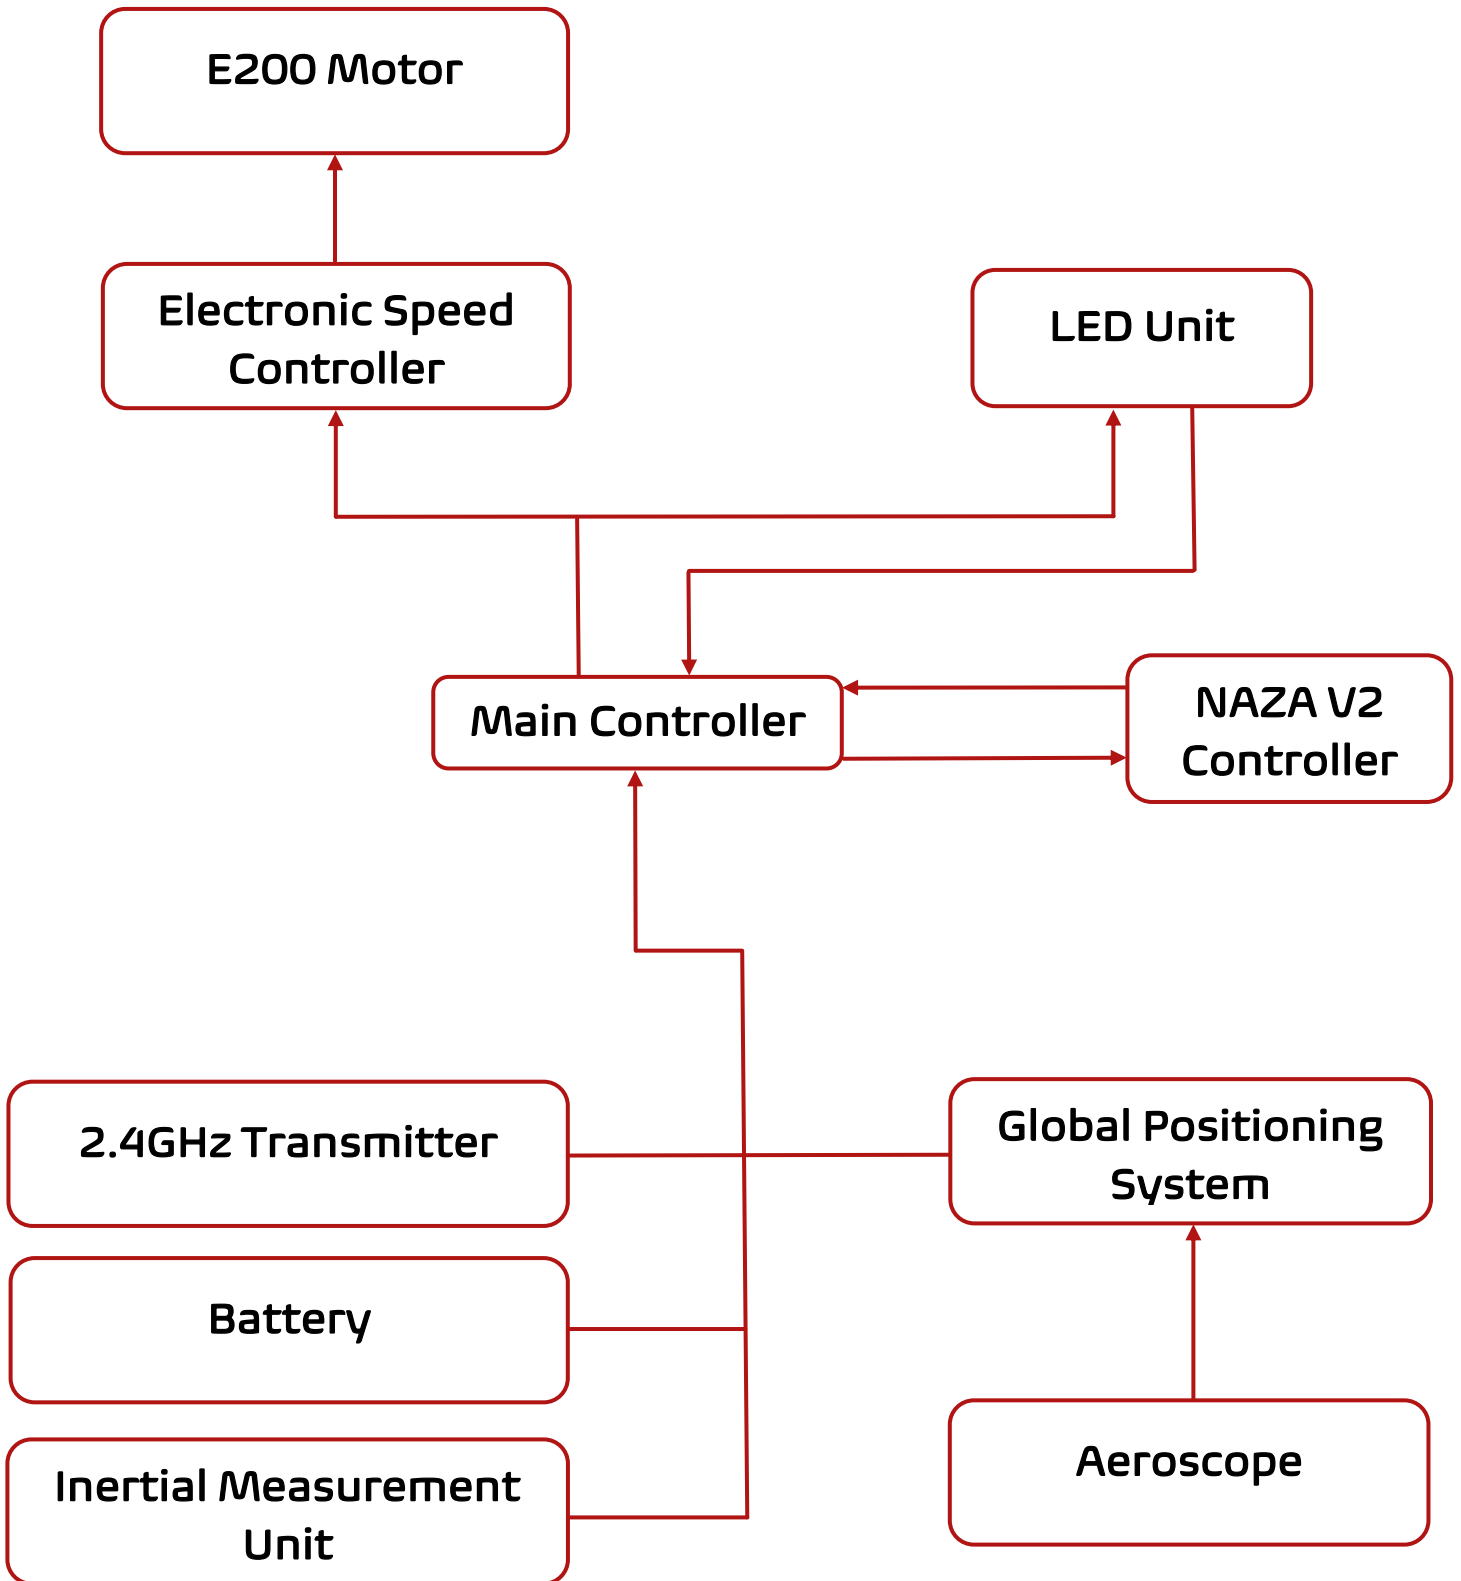 E200 Motor
Electronic Speed
Controller
LED Unit
Main Controller
NAZA V2
Controller
2.4GHz Transmitter
Global Positioning
System
Battery
Aeroscope
Inertial Measurement
Unit